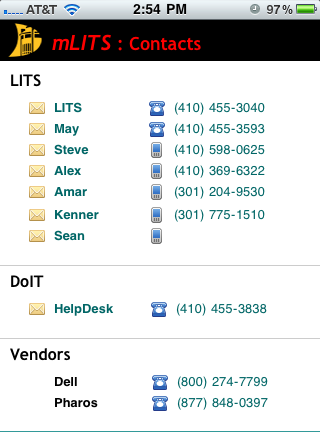 AT&T 2:54 PM 97%
mLITS : Contacts
LITS
LITS (410) 455-3040
May (410) 455-3593
Steve (410) 598-0625
Alex (410) 369-6322
Amar (301) 204-9530
Kenner (301) 775-1510
Sean
DoIT
HelpDesk (410) 455-3838
Vendors
Dell (800) 274-7799
Pharos (877) 848-0397